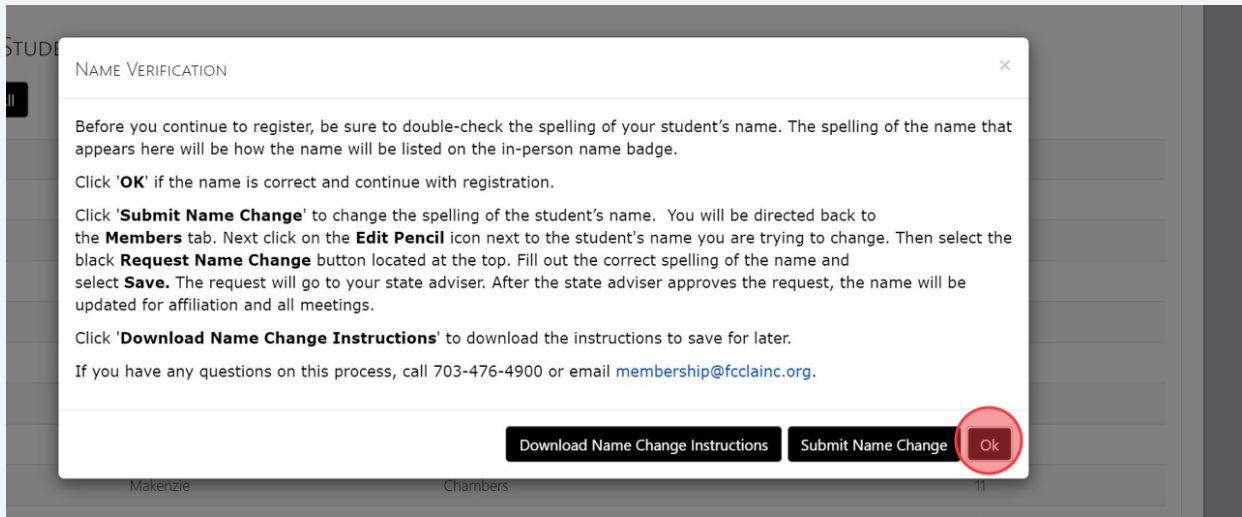 STUDE
All
NAME VERIFICATION
×
Before you continue to register, be sure to double-check the spelling of your student’s name. The spelling of the name that
appears here will be how the name will be listed on the in-person name badge.
Click 'OK' if the name is correct and continue with registration.
Click 'Submit Name Change' to change the spelling of the student’s name.  You will be directed back to
the Members tab. Next click on the Edit Pencil icon next to the student's name you are trying to change. Then select the
black Request Name Change button located at the top. Fill out the correct spelling of the name and
select Save. The request will go to your state adviser. After the state adviser approves the request, the name will be
updated for affiliation and all meetings.
Click 'Download Name Change Instructions' to download the instructions to save for later.
If you have any questions on this process, call 703-476-4900 or email membership@fcclainc.org.
Download Name Change Instructions Submit Name Change Ok
Makenzie Chambers 11